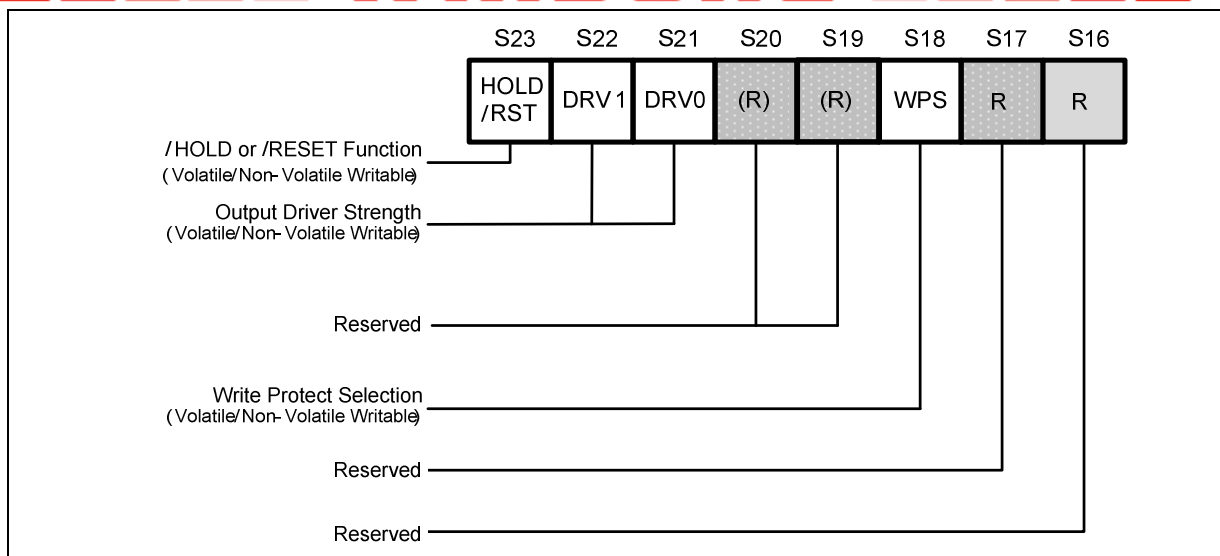 S23 S22 S21 S20 S19 S18 S17 S16
HOLD /RST DRV1 DRV0 (R) (R) WPS R R
/HOLD or /RESET Function
(Volatile/Non-Volatile Writable)
Output Driver Strength
(Volatile/Non-Volatile Writable)
Reserved
Write Protect Selection
(Volatile/Non-Volatile Writable)
Reserved
Reserved